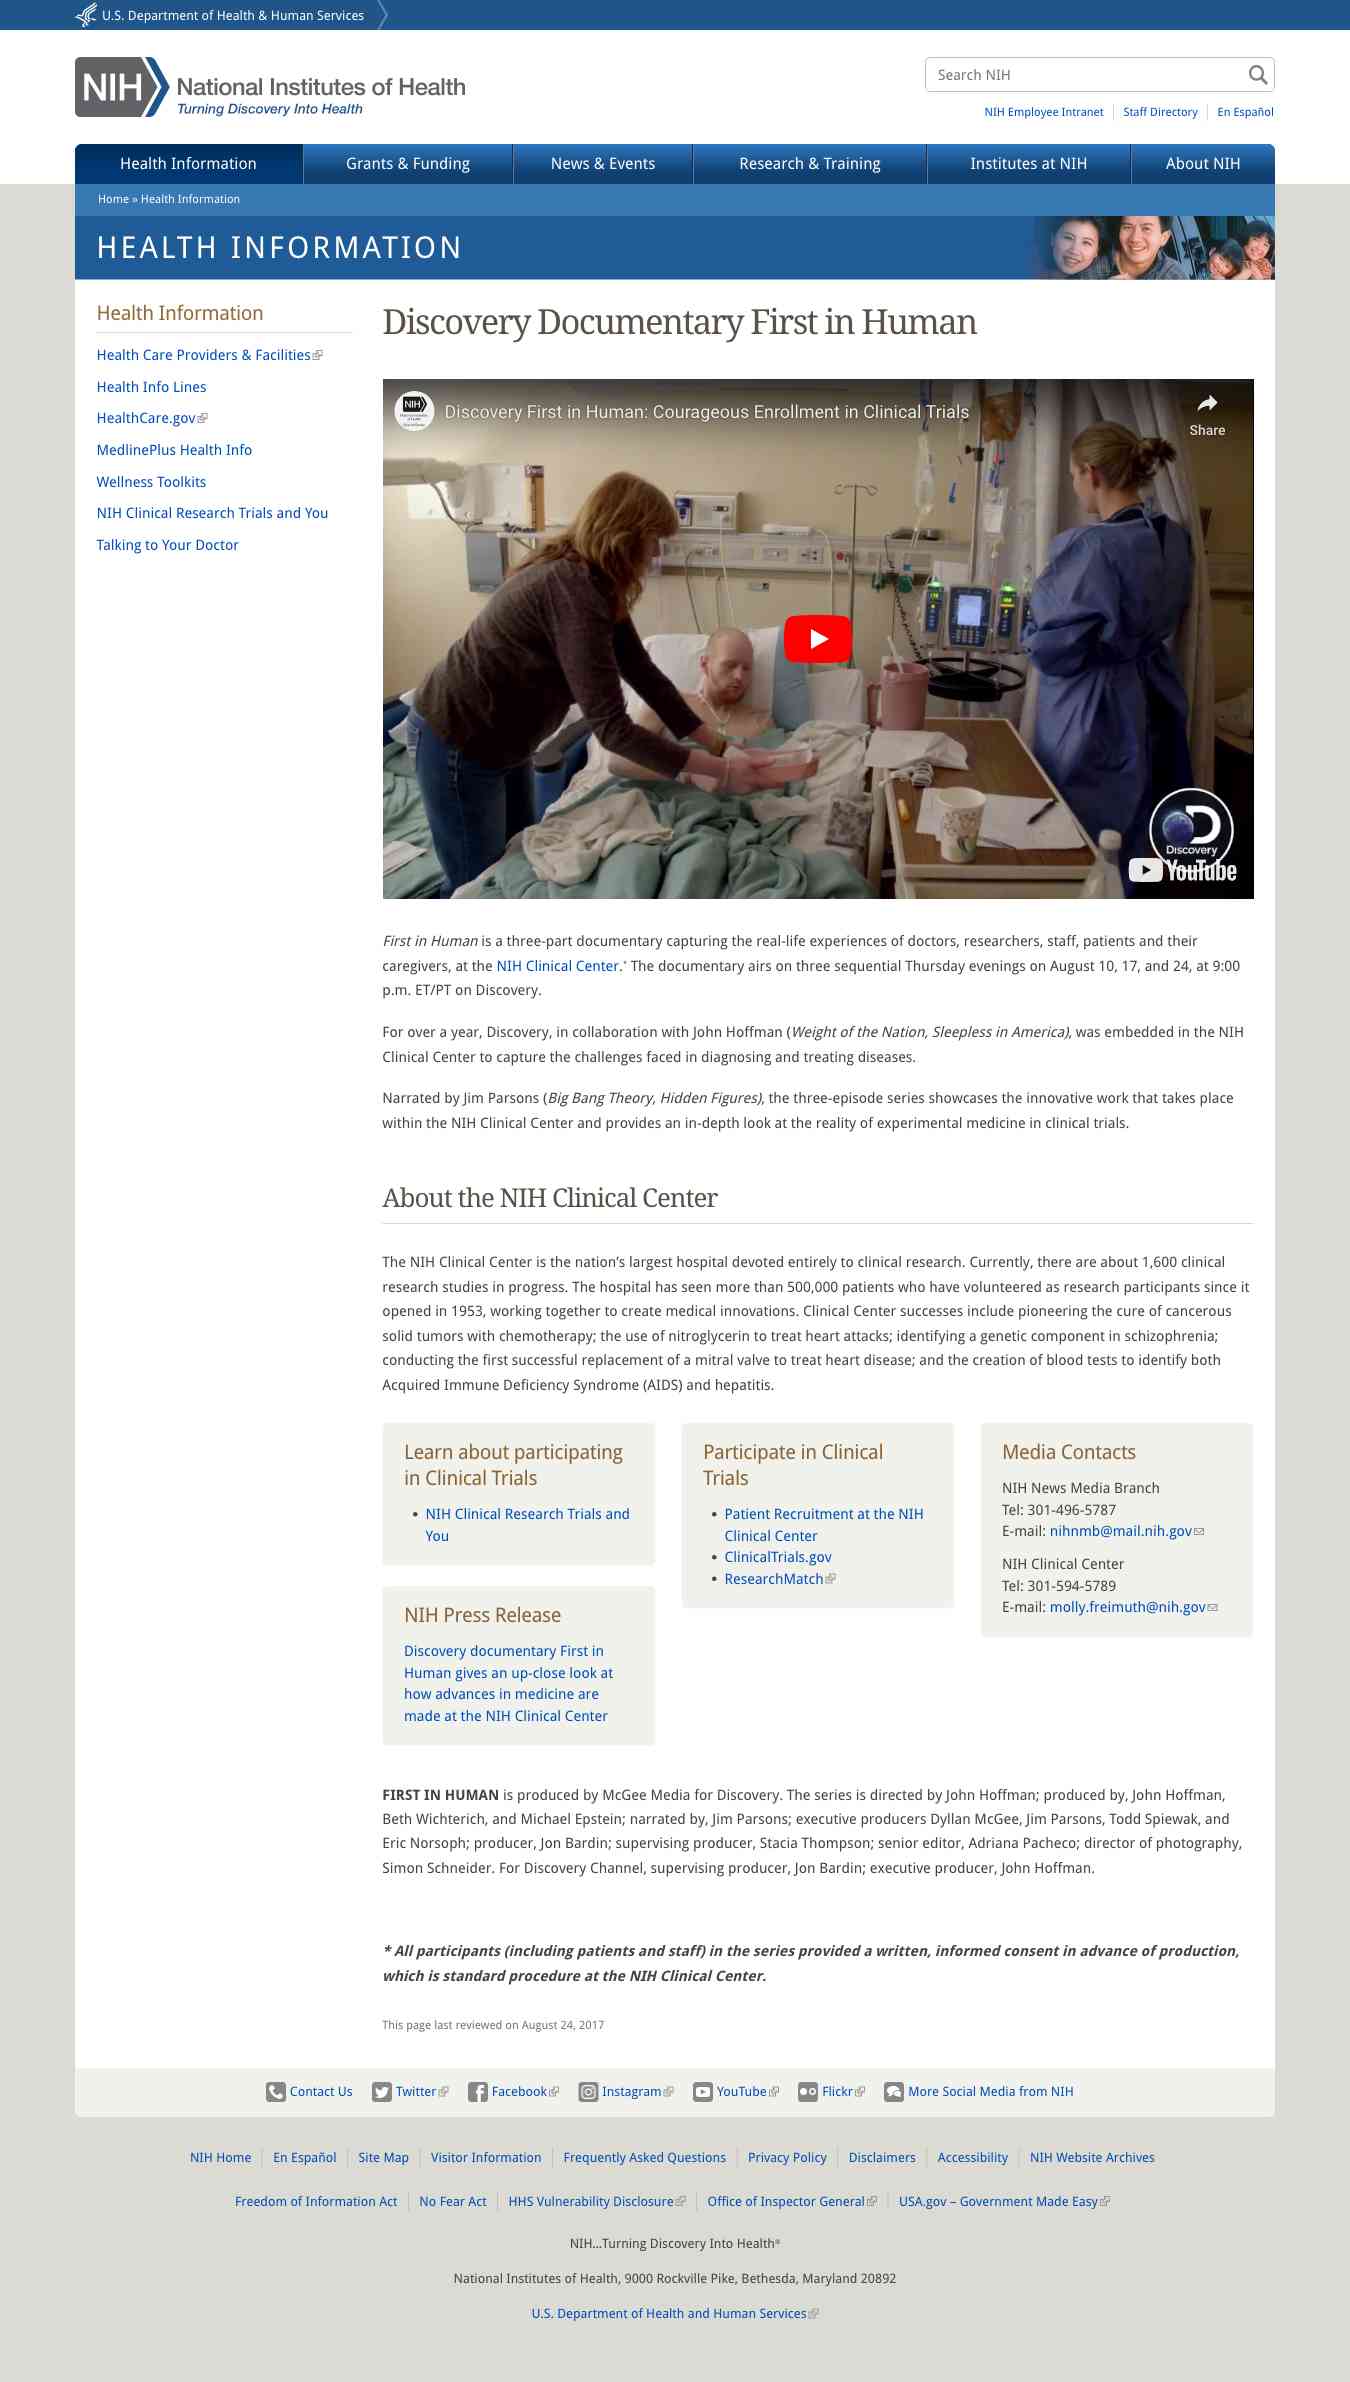 U.S. Department of Health & Human Services
NIH National Institutes of Health
Turning Discovery Into Health
Search NIH
NIH Employee Intranet Staff Directory En Español
Health Information Grants & Funding News & Events Research & Training Institutes at NIH About NIH
Home » Health Information
HEALTH INFORMATION
Health Information
Health Care Providers & Facilities
Health Info Lines
HealthCare.gov
MedlinePlus Health Info
Wellness Toolkits
NIH Clinical Research Trials and You
Talking to Your Doctor
Discovery Documentary First in Human
NIH
Discovery First in Human: Courageous Enrollment in Clinical Trials
Share
Discovery
YouTube
First in Human is a three-part documentary capturing the real-life experiences of doctors, researchers, staff, patients and their
caregivers, at the NIH Clinical Center.* The documentary airs on three sequential Thursday evenings on August 10, 17, and 24, at 9:00
p.m. ET/PT on Discovery.
For over a year, Discovery, in collaboration with John Hoffman (Weight of the Nation, Sleepless in America), was embedded in the NIH
Clinical Center to capture the challenges faced in diagnosing and treating diseases.
Narrated by Jim Parsons (Big Bang Theory, Hidden Figures), the three-episode series showcases the innovative work that takes place
within the NIH Clinical Center and provides an in-depth look at the reality of experimental medicine in clinical trials.
About the NIH Clinical Center
The NIH Clinical Center is the nation’s largest hospital devoted entirely to clinical research. Currently, there are about 1,600 clinical
research studies in progress. The hospital has seen more than 500,000 patients who have volunteered as research participants since it
opened in 1953, working together to create medical innovations. Clinical Center successes include pioneering the cure of cancerous
solid tumors with chemotherapy; the use of nitroglycerin to treat heart attacks; identifying a genetic component in schizophrenia;
conducting the first successful replacement of a mitral valve to treat heart disease; and the creation of blood tests to identify both
Acquired Immune Deficiency Syndrome (AIDS) and hepatitis.
Learn about participating
in Clinical Trials
• NIH Clinical Research Trials and
You
NIH Press Release
Discovery documentary First in
Human gives an up-close look at
how advances in medicine are
made at the NIH Clinical Center
Participate in Clinical
Trials
• Patient Recruitment at the NIH
Clinical Center
• ClinicalTrials.gov
• ResearchMatch
Media Contacts
NIH News Media Branch
Tel: 301-496-5787
E-mail: nihnmb@mail.nih.gov
NIH Clinical Center
Tel: 301-594-5789
E-mail: molly.freimuth@nih.gov
FIRST IN HUMAN is produced by McGee Media for Discovery. The series is directed by John Hoffman; produced by, John Hoffman,
Beth Wichterich, and Michael Epstein; narrated by, Jim Parsons; executive producers Dyllan McGee, Jim Parsons, Todd Spiewak, and
Eric Norsoph; producer, Jon Bardin; supervising producer, Stacia Thompson; senior editor, Adriana Pacheco; director of photography,
Simon Schneider. For Discovery Channel, supervising producer, Jon Bardin; executive producer, John Hoffman.
* All participants (including patients and staff) in the series provided a written, informed consent in advance of production,
which is standard procedure at the NIH Clinical Center.
This page last reviewed on August 24, 2017
Contact Us Twitter Facebook Instagram YouTube Flickr More Social Media from NIH
NIH Home En Español Site Map Visitor Information Frequently Asked Questions Privacy Policy Disclaimers Accessibility NIH Website Archives
Freedom of Information Act No Fear Act HHS Vulnerability Disclosure Office of Inspector General USA.gov – Government Made Easy
NIH…Turning Discovery Into Health®
National Institutes of Health, 9000 Rockville Pike, Bethesda, Maryland 20892
U.S. Department of Health and Human Services